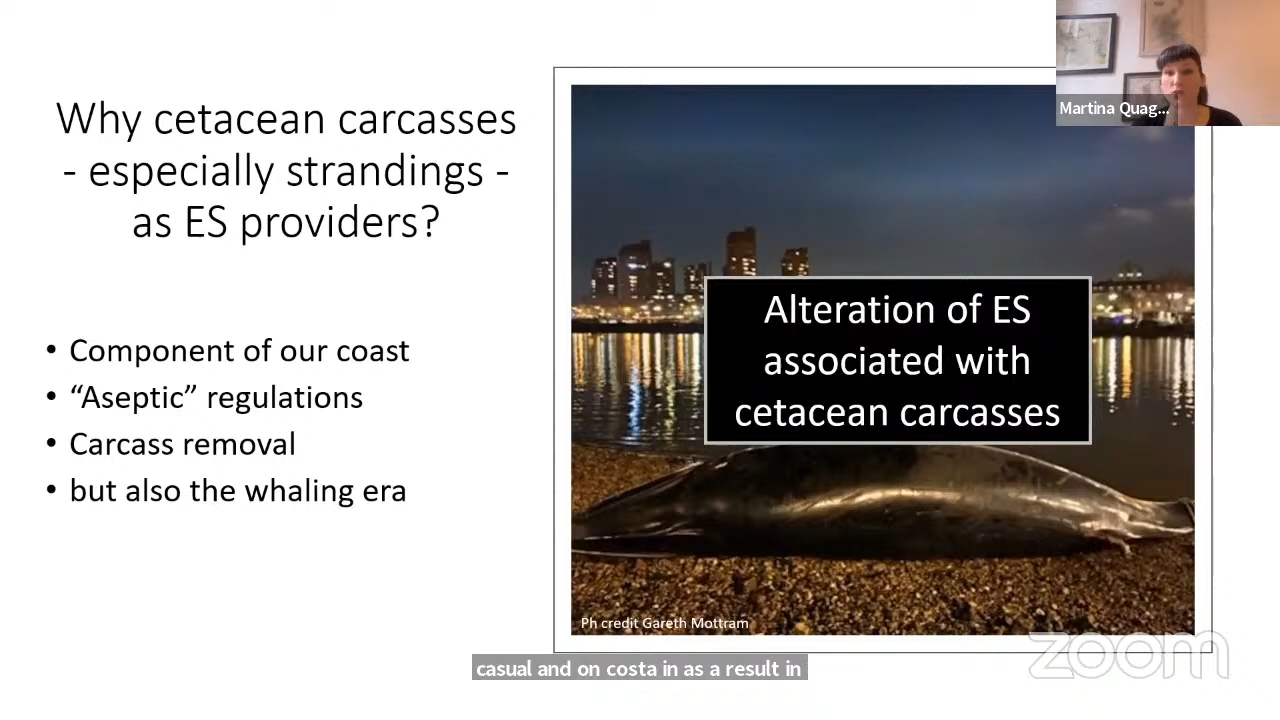 Why cetacean carcasses
- especially strandings -
as ES providers?
• Component of our coast
• “Aseptic” regulations
• Carcass removal
• but also the whaling era
Martina Quag...
Alteration of ES
associated with
cetacean carcasses
Ph credit Gareth Mottram
casual and on costa in as a result in
zoom